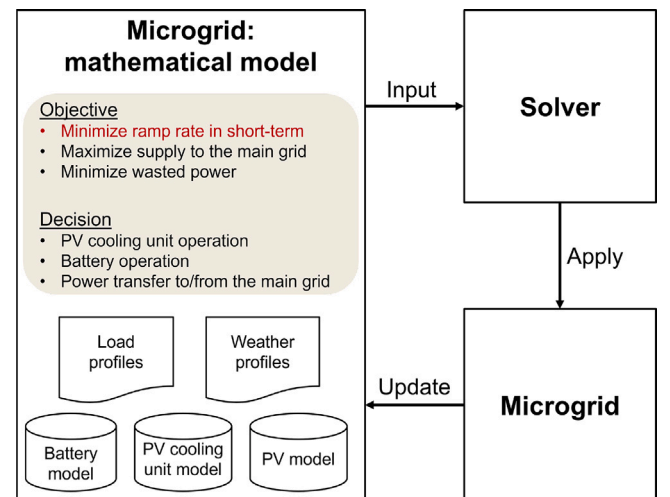 Microgrid:
mathematical model
Objective
• Minimize ramp rate in short-term
• Maximize supply to the main grid
• Minimize wasted power
Decision
• PV cooling unit operation
• Battery operation
• Power transfer to/from the main grid
Load
profiles
Weather
profiles
Battery
model
PV cooling
unit model
PV model
Input
Solver
Apply
Update
Microgrid